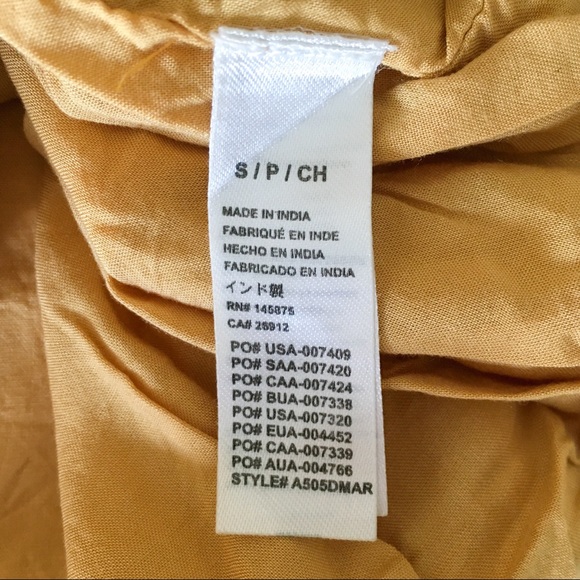 S / P / CH
MADE IN INDIA
FABRIQUÉ EN INDE
HECHO EN INDIA
FABRICADO EN INDIA
インド製
RN# 145875
CA# 25912
PO# USA-007409
PO# SAA-007420
PO# CAA-007424
PO# BUA-007338
PO# USA-007320
PO# EUA-004452
PO# CAA-007339
PO# AUA-004766
STYLE# A505DMAR